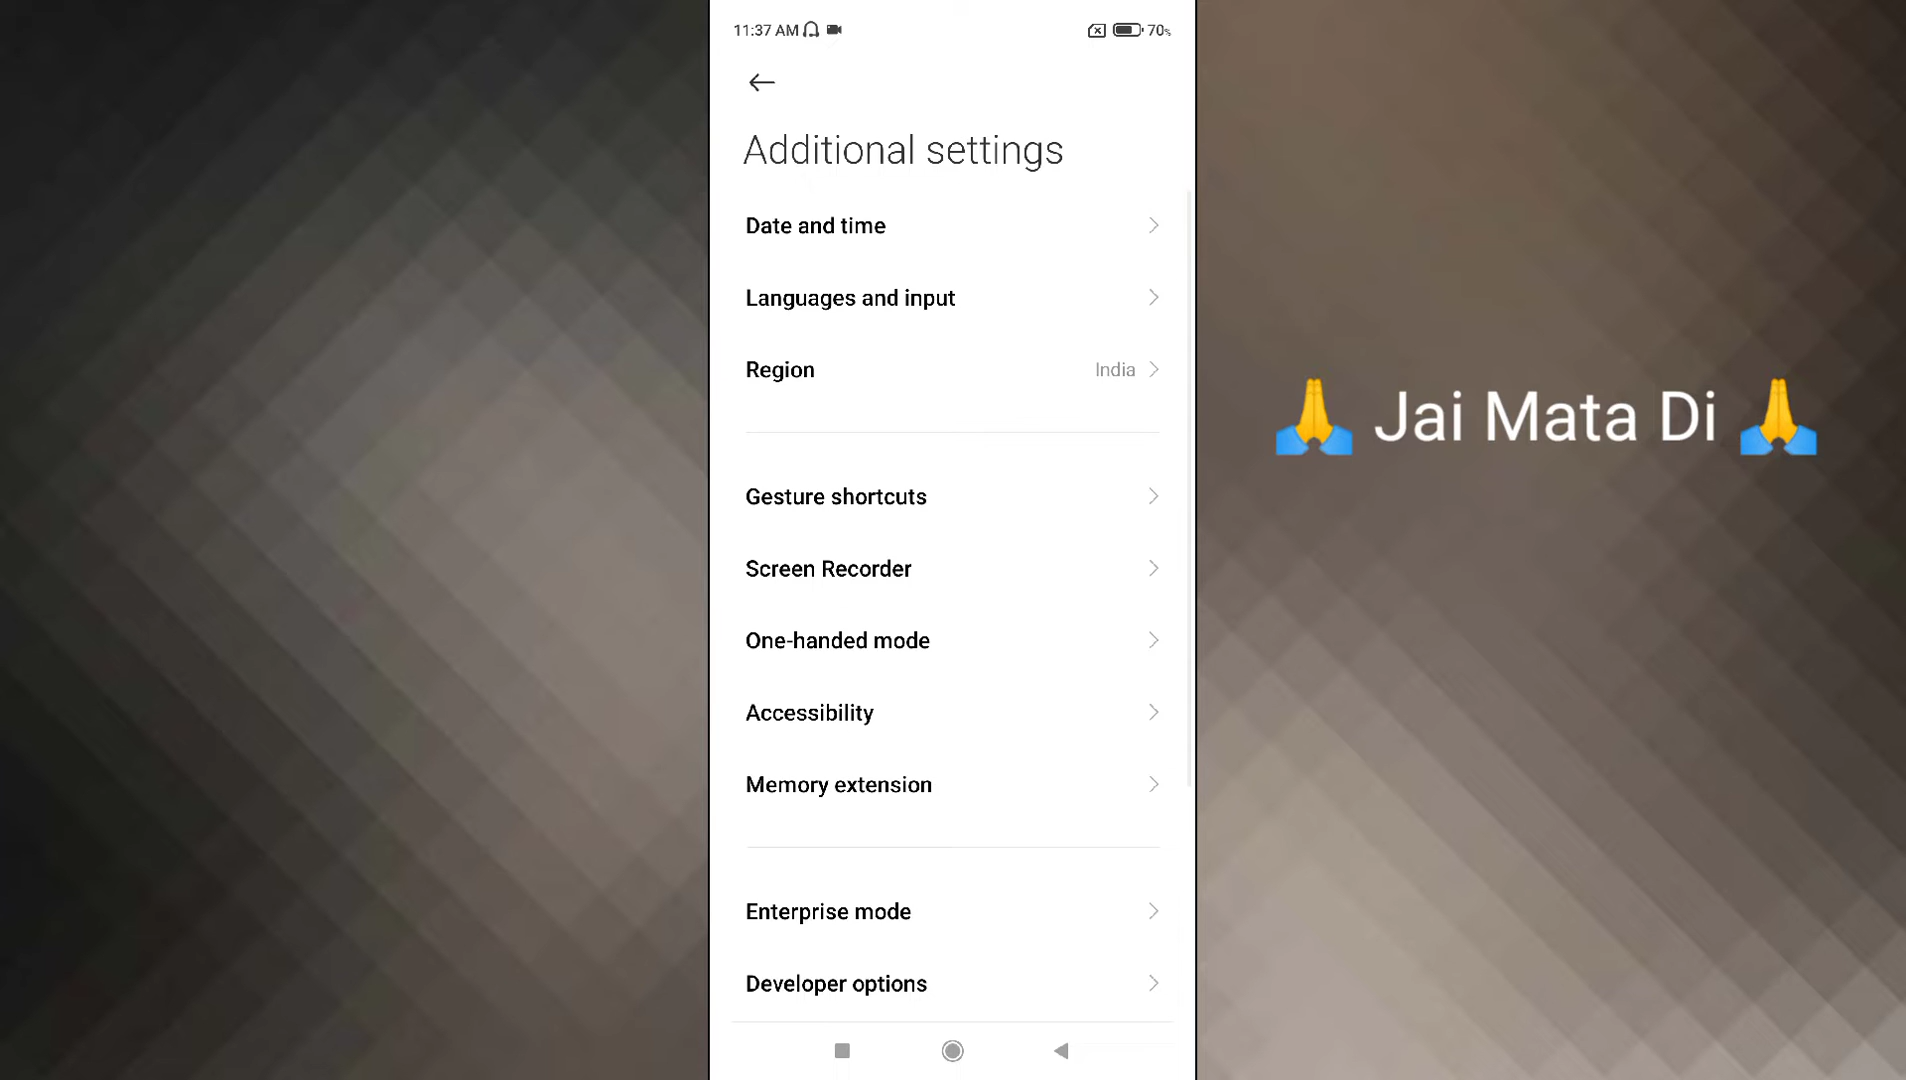 11:37 AM 70%
Additional settings
Date and time
Languages and input
Region India
🙏 Jai Mata Di 🙏
Gesture shortcuts
Screen Recorder
One-handed mode
Accessibility
Memory extension
Enterprise mode
Developer options